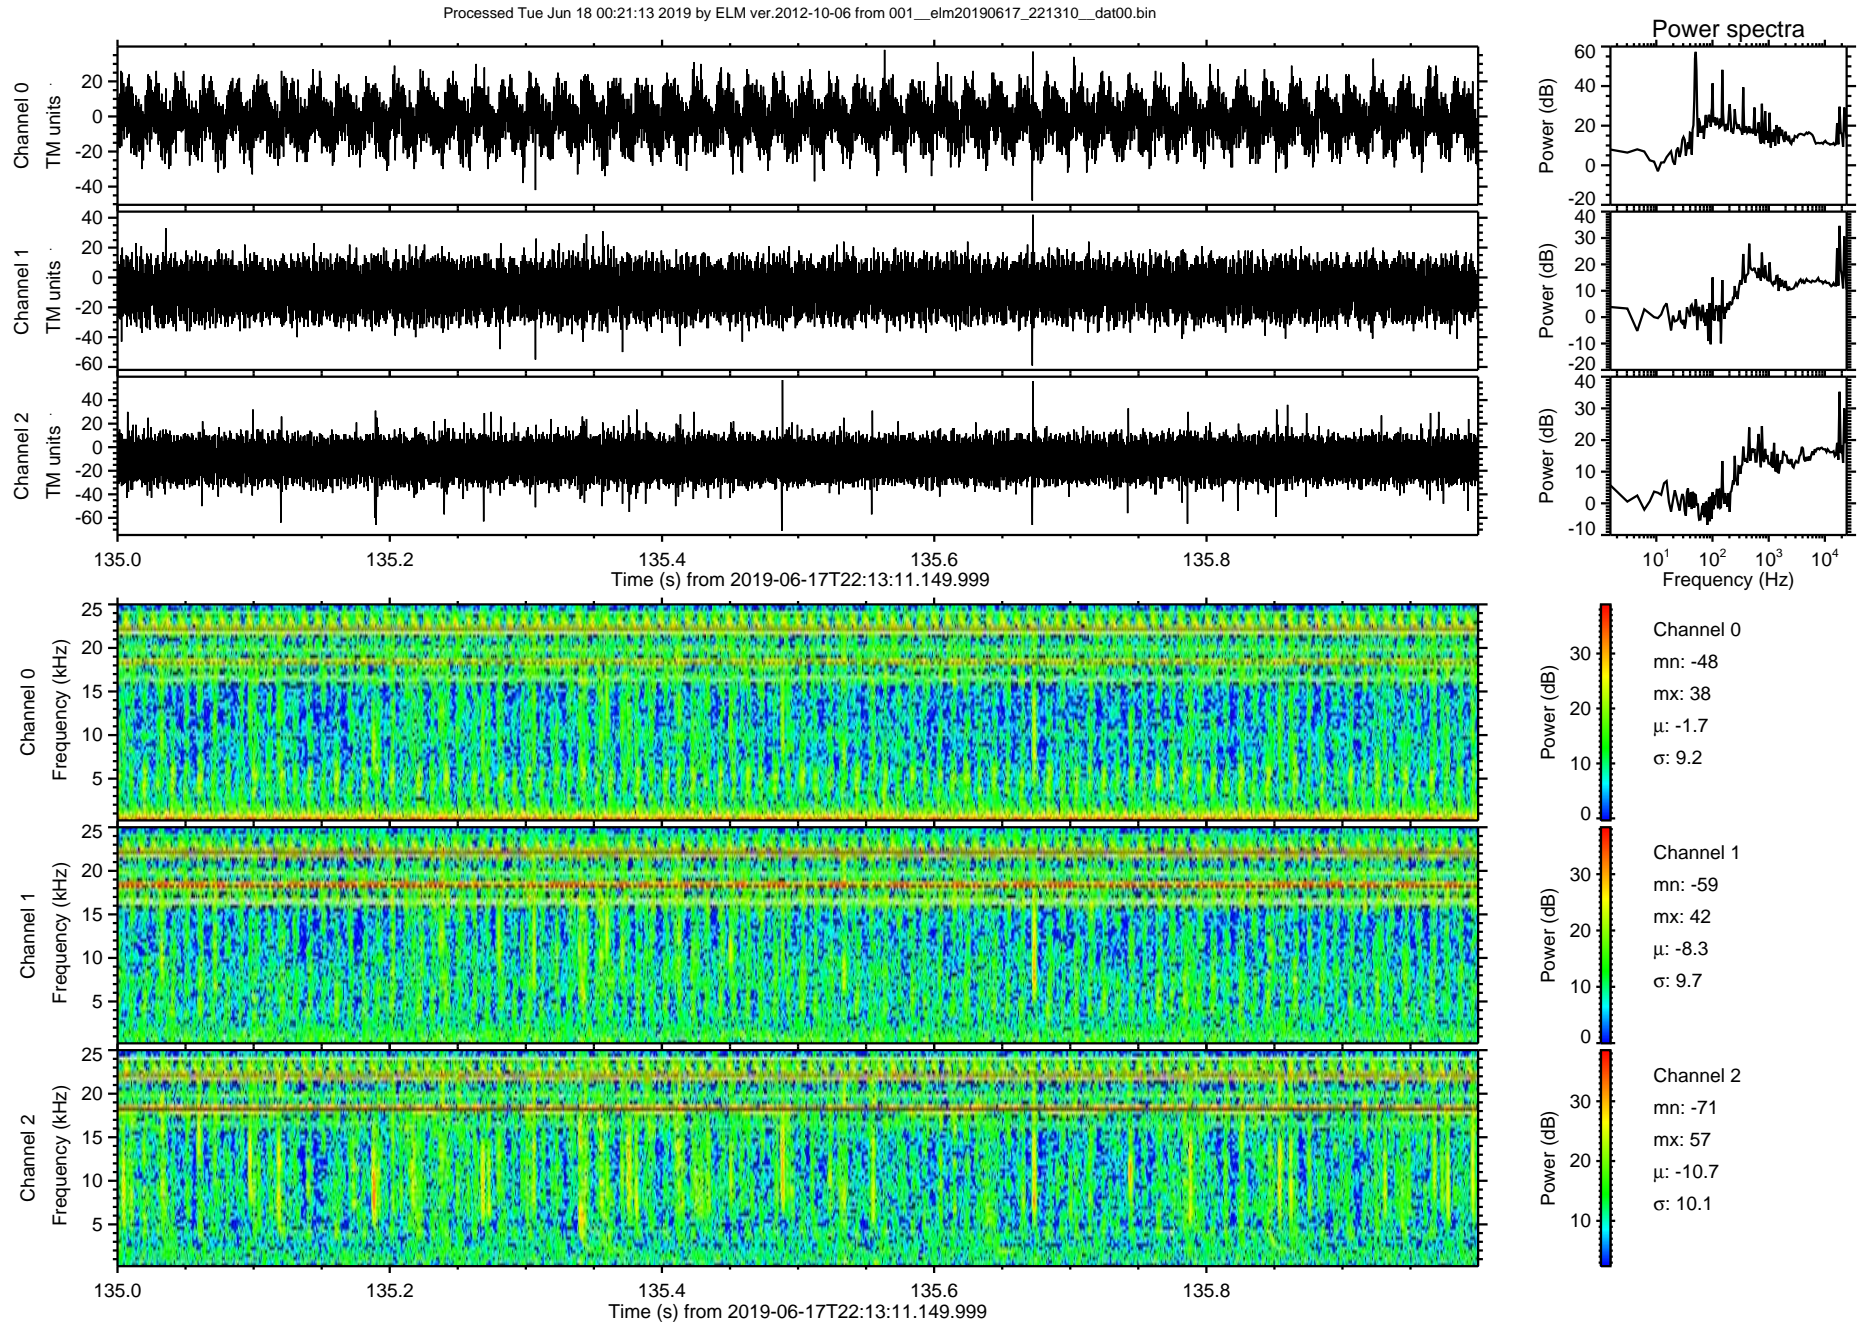 Processed Tue Jun 18 00:21:13 2019 by ELM ver.2012-10-06 from 001__elm20190617_221310__dat00.bin
Power spectra
Channel 0
TM units
20
0
-20
-40
Power (dB)
60
40
20
0
-20
Channel 1
TM units
40
20
0
-20
-40
-60
Power (dB)
40
30
20
10
0
-10
-20
Channel 2
TM units
40
20
0
-20
-40
-60
Power (dB)
40
30
20
10
0
-10
135.0 135.2 135.4 135.6 135.8
Time (s) from 2019-06-17T22:13:11.149.999
10¹ 10² 10³ 10⁴
Frequency (Hz)
Channel 0
Frequency (kHz)
25
20
15
10
5
Power (dB)
30
20
10
0
Channel 0
mn: -48
mx: 38
μ: -1.7
σ: 9.2
Channel 1
Frequency (kHz)
25
20
15
10
5
Power (dB)
30
20
10
0
Channel 1
mn: -59
mx: 42
μ: -8.3
σ: 9.7
Channel 2
Frequency (kHz)
25
20
15
10
5
Power (dB)
30
20
10
Channel 2
mn: -71
mx: 57
μ: -10.7
σ: 10.1
135.0 135.2 135.4 135.6 135.8
Time (s) from 2019-06-17T22:13:11.149.999